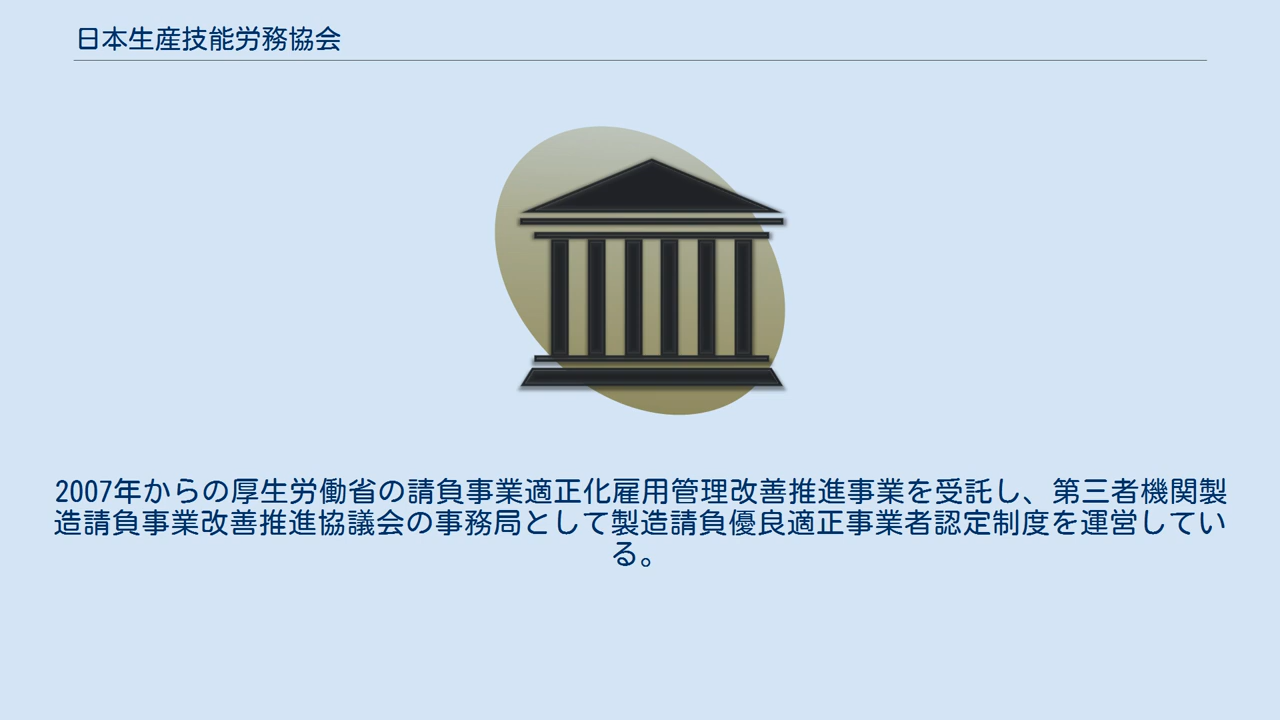 日本生産技能労務協会
2007年からの厚生労働省の請負事業適正化雇用管理改善推進事業を受託し、第三者機関製
造請負事業改善推進協議会の事務局として製造請負優良適正事業者認定制度を運営してい
る。